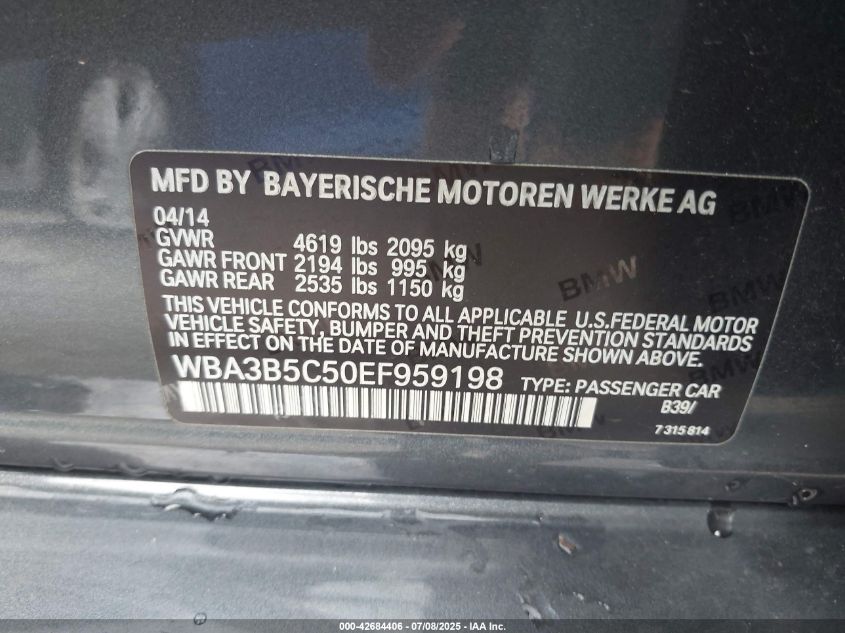 MFD BY BAYERISCHE MOTOREN WERKE AG
04/14
GVWR 4619 lbs 2095 kg
GAWR FRONT 2194 lbs 995 kg
GAWR REAR 2535 lbs 1150 kg
THIS VEHICLE CONFORMS TO ALL APPLICABLE U.S.FEDERAL MOTOR
VEHICLE SAFETY, BUMPER AND THEFT PREVENTION STANDARDS
IN EFFECT ON THE DATE OF MANUFACTURE SHOWN ABOVE.
WBA3B5C50EF959198 TYPE: PASSENGER CAR
B39/
7 315 814
BMW
BMW
000-42684406 - 07/08/2025 - IAA Inc.